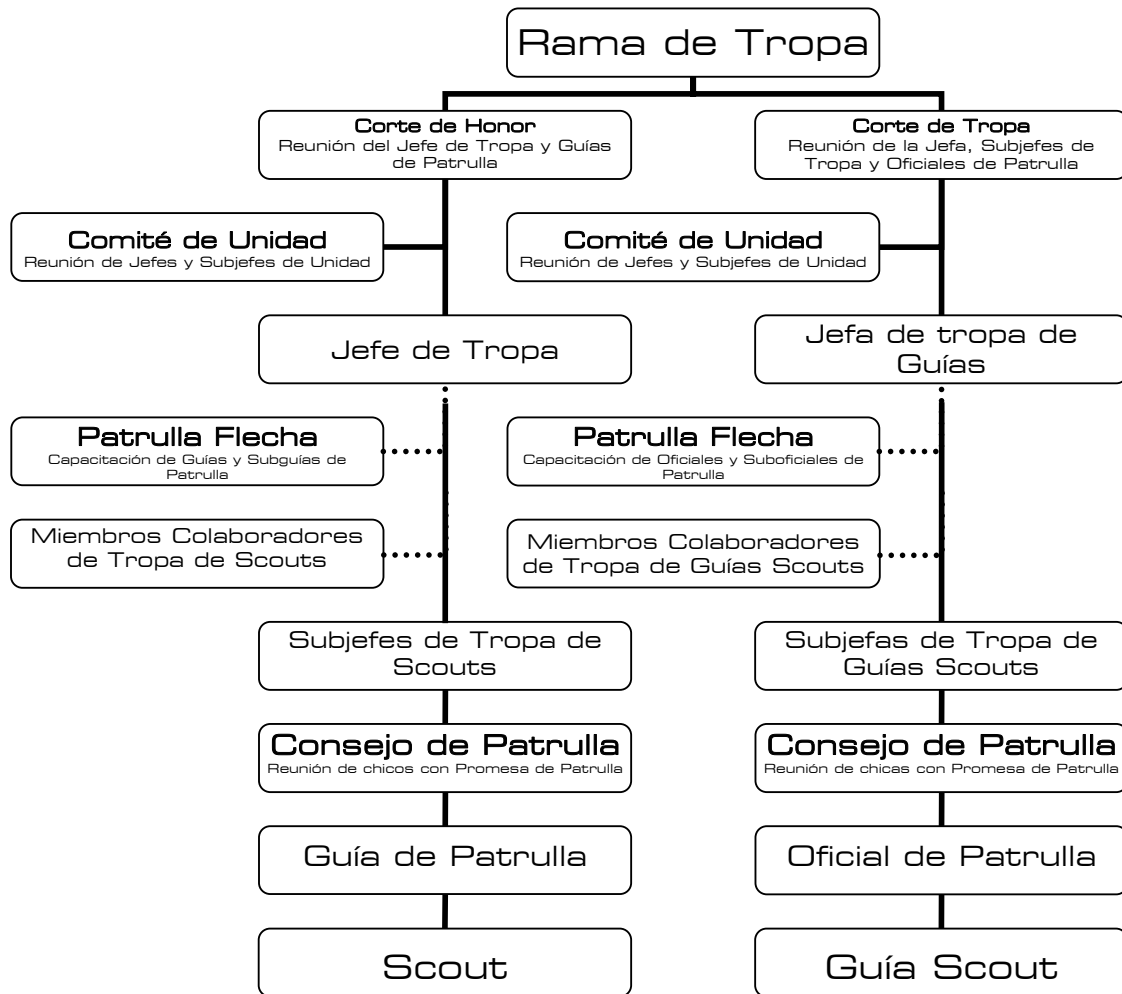 Rama de Tropa
Corte de Honor
Reunión del Jefe de Tropa y Guías
de Patrulla
Corte de Tropa
Reunión de la Jefa, Subjefes de
Tropa y Oficiales de Patrulla
Comité de Unidad
Reunión de Jefes y Subjefes de Unidad
Comité de Unidad
Reunión de Jefes y Subjefes de Unidad
Jefe de Tropa
Jefa de tropa de
Guías
Patrulla Flecha
Capacitación de Guías y Subguías de
Patrulla
Patrulla Flecha
Capacitación de Oficiales y Suboficiales de
Patrulla
Miembros Colaboradores
de Tropa de Scouts
Miembros Colaboradores
de Tropa de Guías Scouts
Subjefes de Tropa de
Scouts
Subjefas de Tropa de
Guías Scouts
Consejo de Patrulla
Reunión de chicos con Promesa de Patrulla
Consejo de Patrulla
Reunión de chicas con Promesa de Patrulla
Guía de Patrulla
Oficial de Patrulla
Scout
Guía Scout